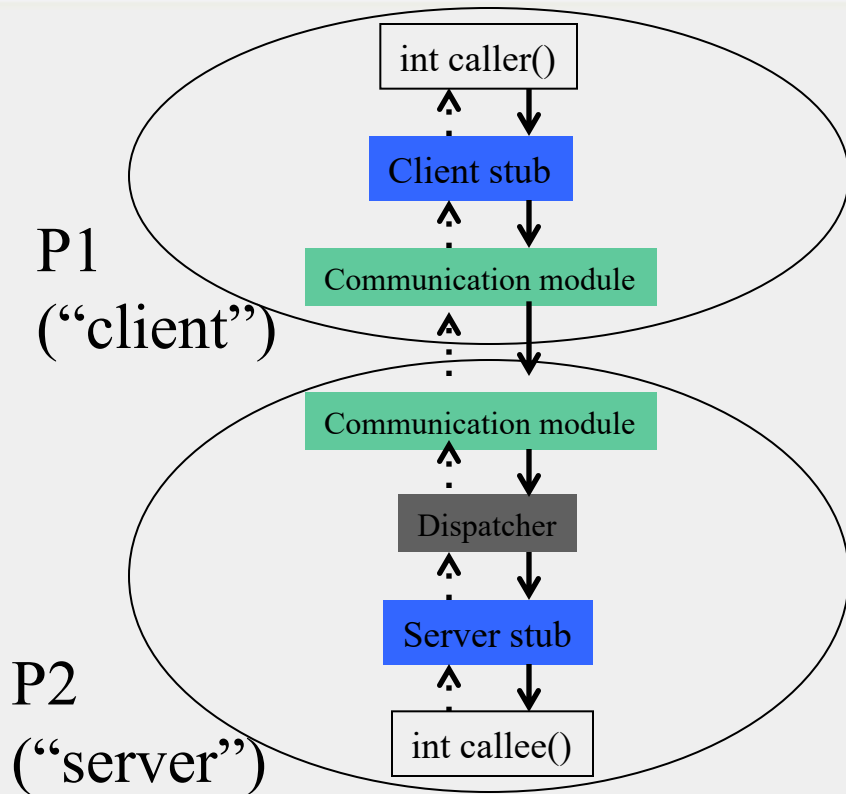 int caller()
Client stub
P1
(“client”)
Communication module
Communication module
Dispatcher
Server stub
P2
(“server”)
int callee()